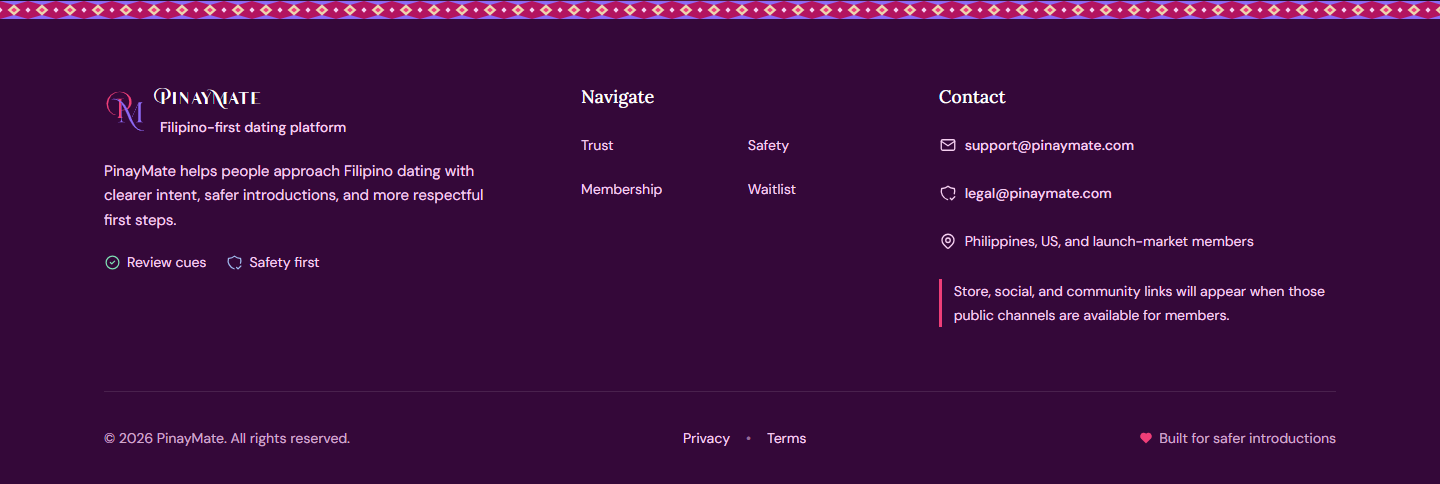 PM PINAYMATE
Filipino-first dating platform
PinayMate helps people approach Filipino dating with
clearer intent, safer introductions, and more respectful
first steps.
Review cues Safety first
Navigate
Trust Safety
Membership Waitlist
Contact
support@pinaymate.com
legal@pinaymate.com
Philippines, US, and launch-market members
Store, social, and community links will appear when those
public channels are available for members.
© 2026 PinayMate. All rights reserved.
Privacy • Terms
Built for safer introductions